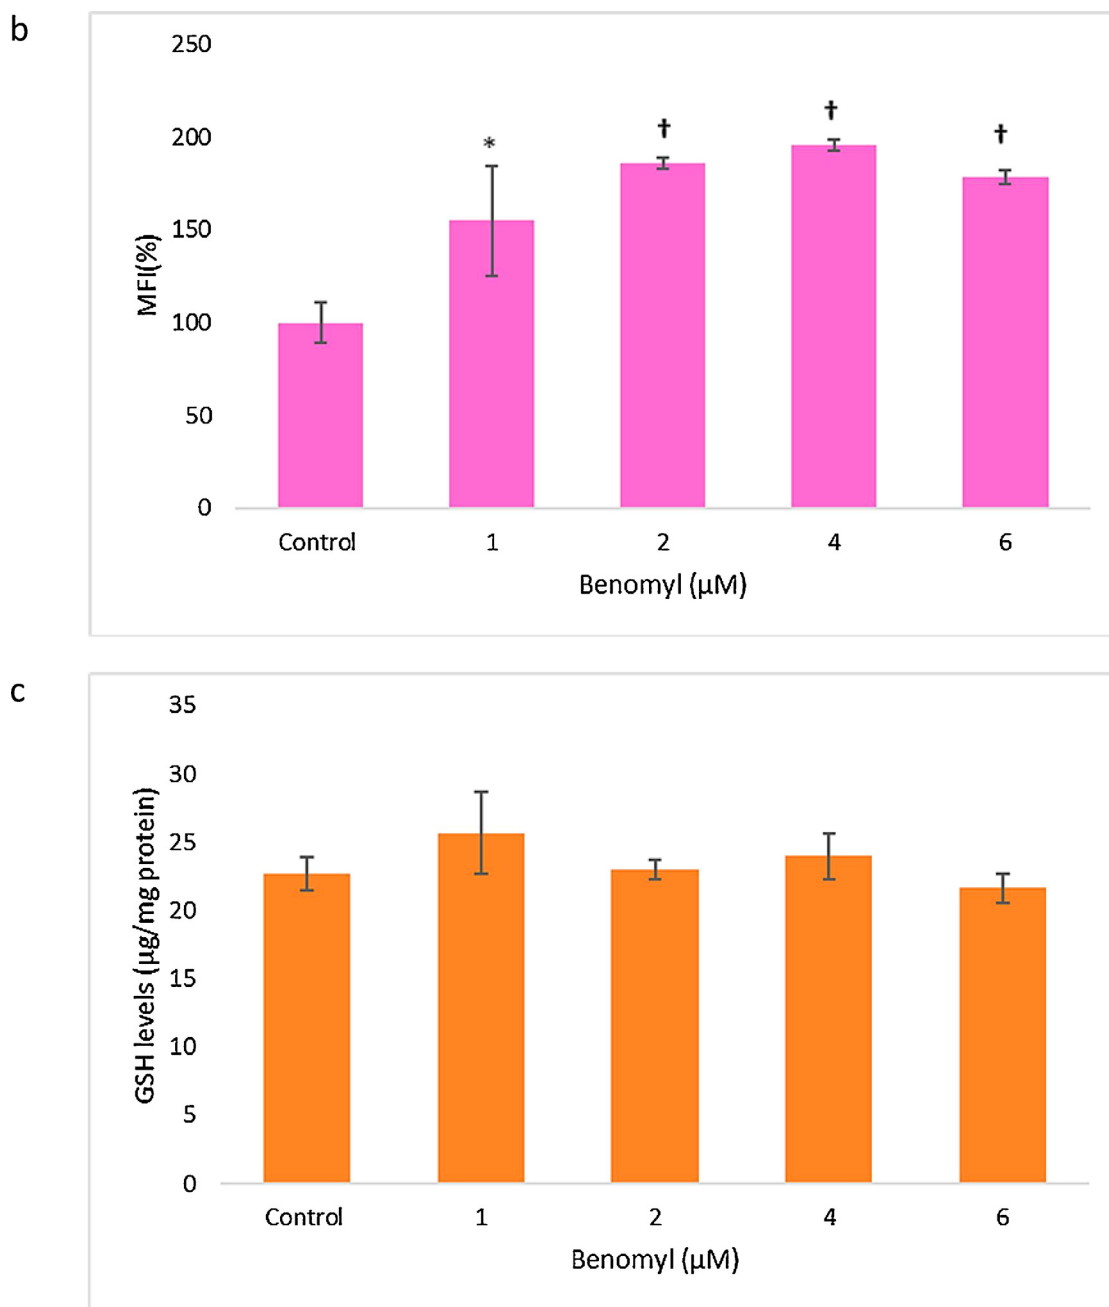 b
250
200
150
100
50
0
MFI(%)
*
†
†
†
Control 1 2 4 6
Benomyl (µM)
c
35
30
25
20
15
10
5
0
GSH levels (µg/mg protein)
Control 1 2 4 6
Benomyl (µM)